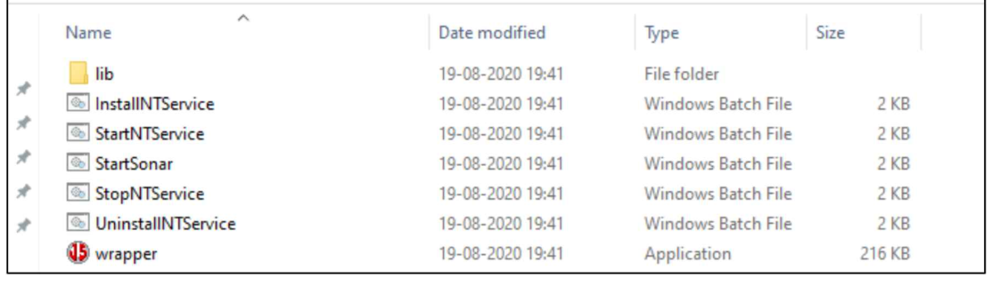 Name Date modified Type Size
lib 19-08-2020 19:41 File folder
InstallNTService 19-08-2020 19:41 Windows Batch File 2 KB
StartNTService 19-08-2020 19:41 Windows Batch File 2 KB
StartSonar 19-08-2020 19:41 Windows Batch File 2 KB
StopNTService 19-08-2020 19:41 Windows Batch File 2 KB
UninstallNTService 19-08-2020 19:41 Windows Batch File 2 KB
wrapper 19-08-2020 19:41 Application 216 KB